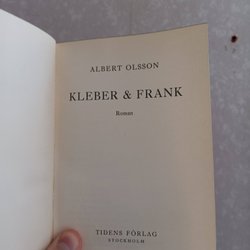 ALBERT OLSSON
KLEBER & FRANK
Roman
TIDENS FÖRLAG
STOCKHOLM